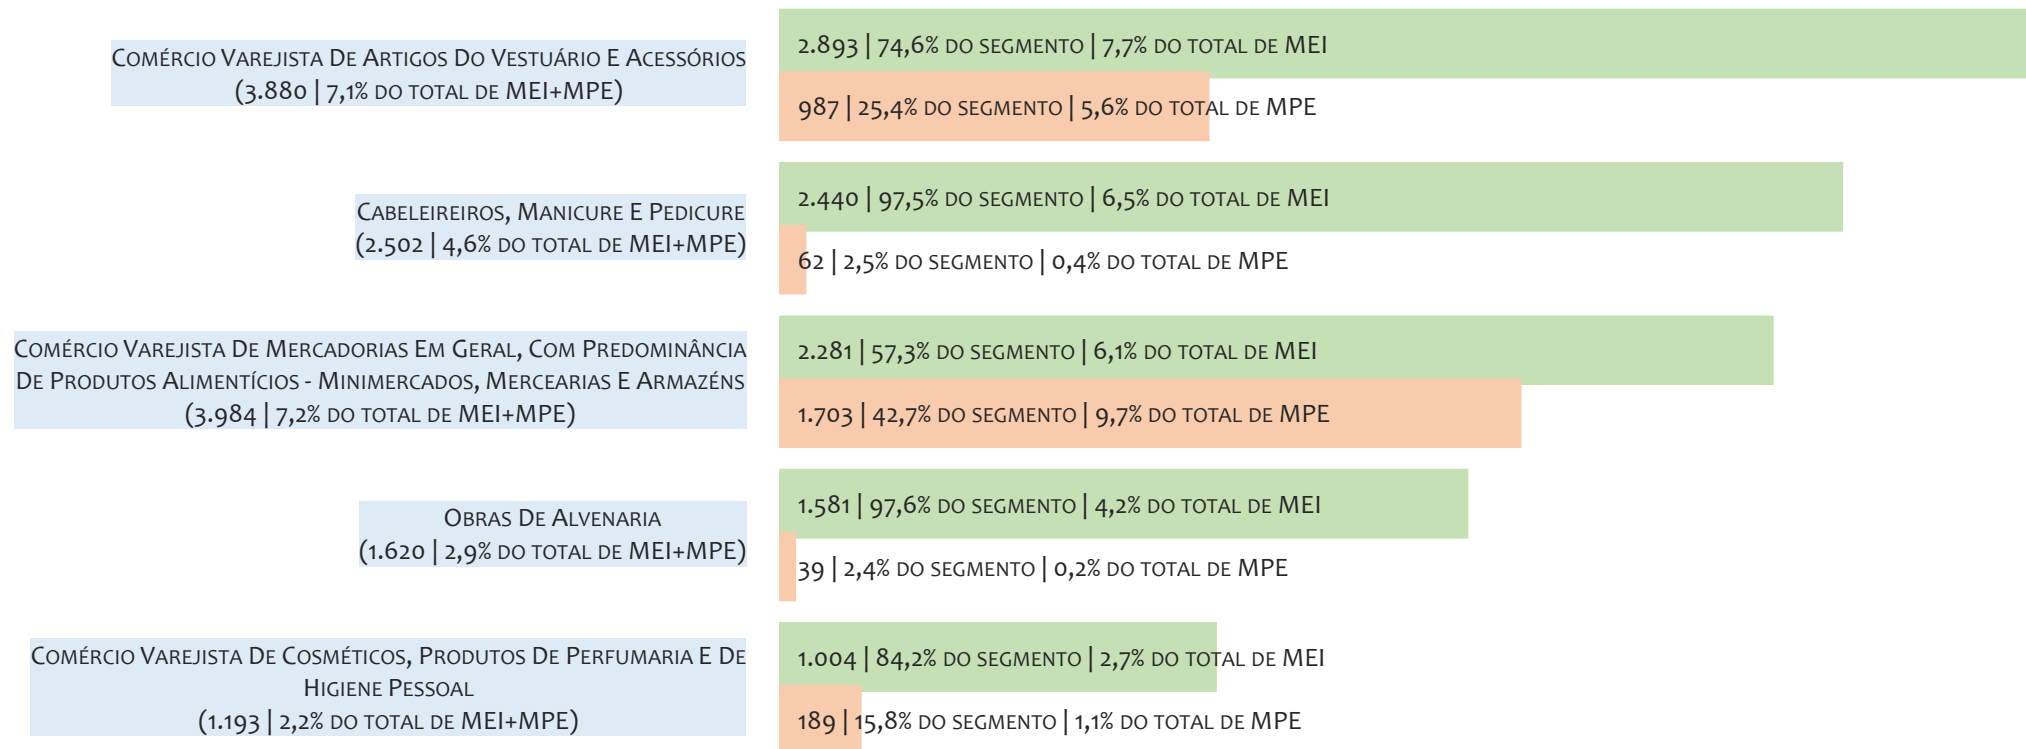 Comércio Varejista De Artigos Do Vestuário E Acessórios
(3.880 | 7,1% do total de MEI+MPE)
2.893 | 74,6% do segmento | 7,7% do total de MEI
987 | 25,4% do segmento | 5,6% do total de MPE
Cabeleireiros, Manicure E Pedicure
(2.502 | 4,6% do total de MEI+MPE)
2.440 | 97,5% do segmento | 6,5% do total de MEI
62 | 2,5% do segmento | 0,4% do total de MPE
Comércio Varejista De Mercadorias Em Geral, Com Predominância
De Produtos Alimentícios - Minimercados, Mercearias E Armazéns
(3.984 | 7,2% do total de MEI+MPE)
2.281 | 57,3% do segmento | 6,1% do total de MEI
1.703 | 42,7% do segmento | 9,7% do total de MPE
Obras De Alvenaria
(1.620 | 2,9% do total de MEI+MPE)
1.581 | 97,6% do segmento | 4,2% do total de MEI
39 | 2,4% do segmento | 0,2% do total de MPE
Comércio Varejista De Cosméticos, Produtos De Perfumaria E De
Higiene Pessoal
(1.193 | 2,2% do total de MEI+MPE)
1.004 | 84,2% do segmento | 2,7% do total de MEI
189 | 15,8% do segmento | 1,1% do total de MPE